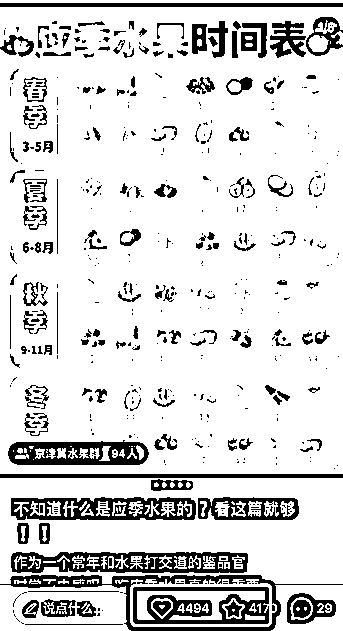 应季水果时间表
4/6
春季
3-5月
夏季
6-8月
秋季
9-11月
冬季
京津冀水果群（94人）
不知道什么是应季水果的？看这篇就够
！！
作为一个常年和水果打交道的鉴品官
说点什么...
4494
4170
29